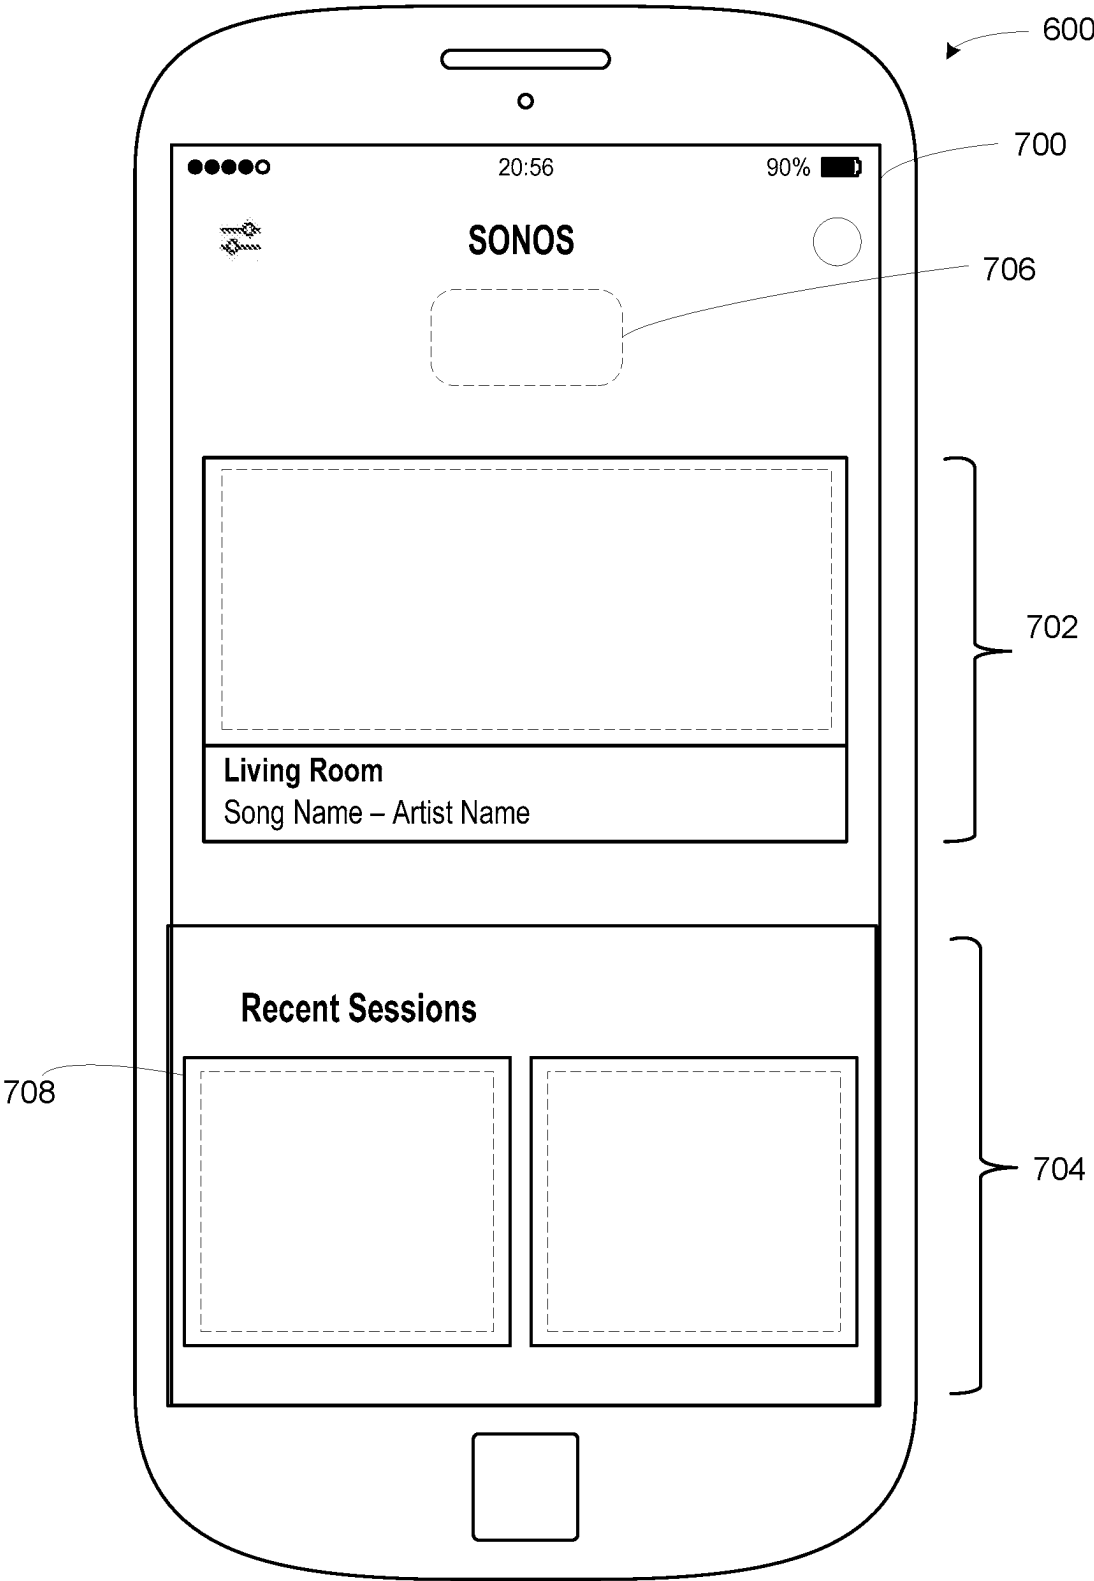 600
700
20:56
90%
SONOS
706
702
Living Room
Song Name – Artist Name
Recent Sessions
708
704